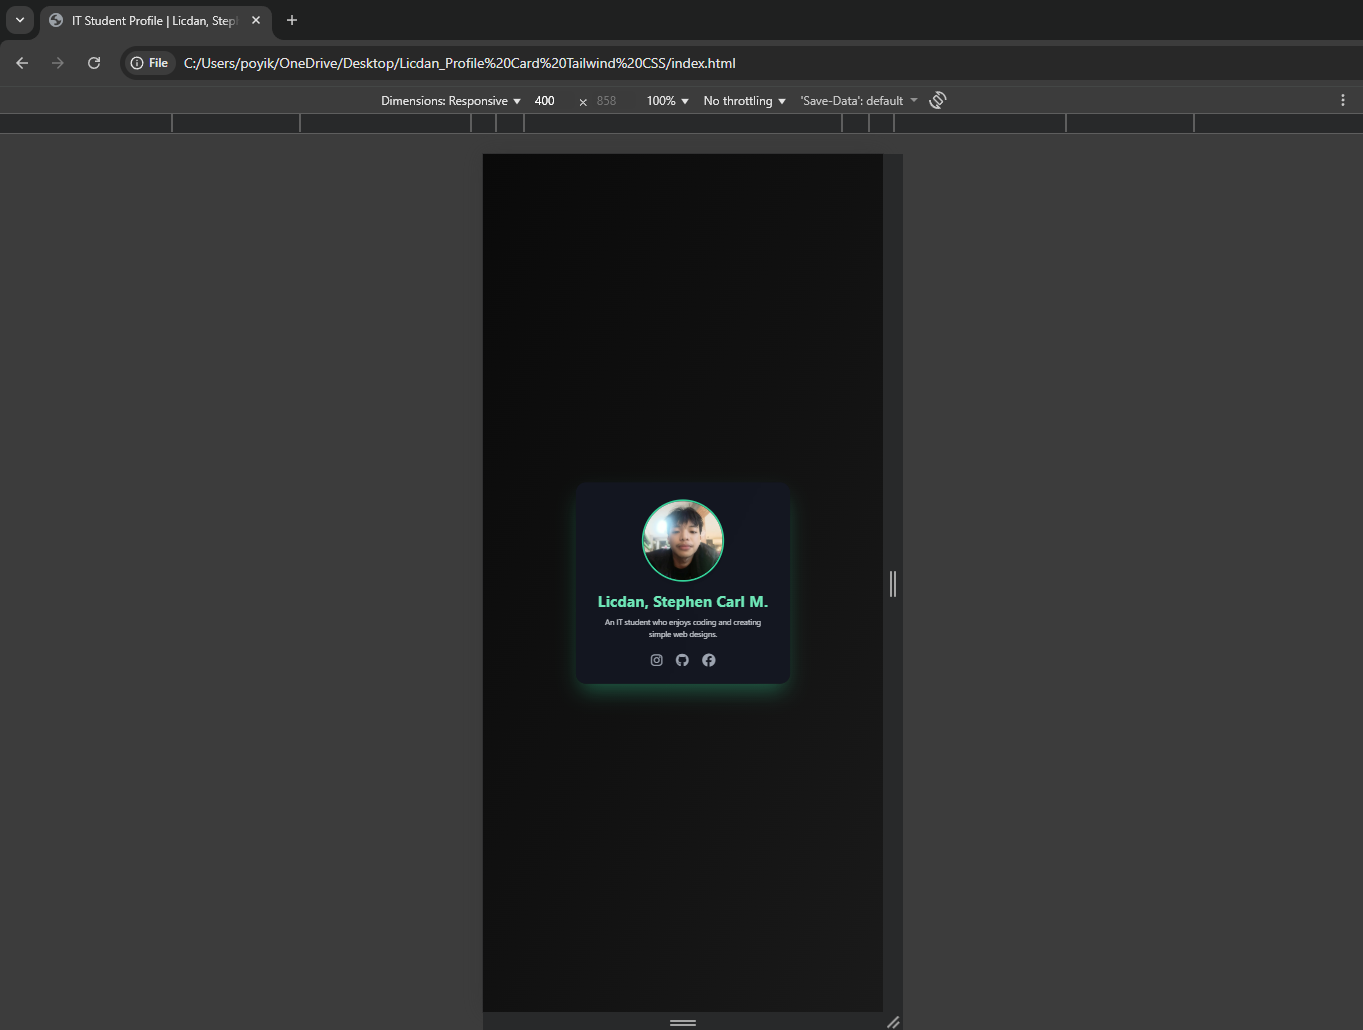 IT Student Profile | Licdan, Step
C:/Users/poyik/OneDrive/Desktop/Licdan_Profile%20Card%20Tailwind%20CSS/index.html
File
Dimensions: Responsive 400 × 858 100% No throttling 'Save-Data': default
Licdan, Stephen Carl M.
An IT student who enjoys coding and creating
simple web designs.